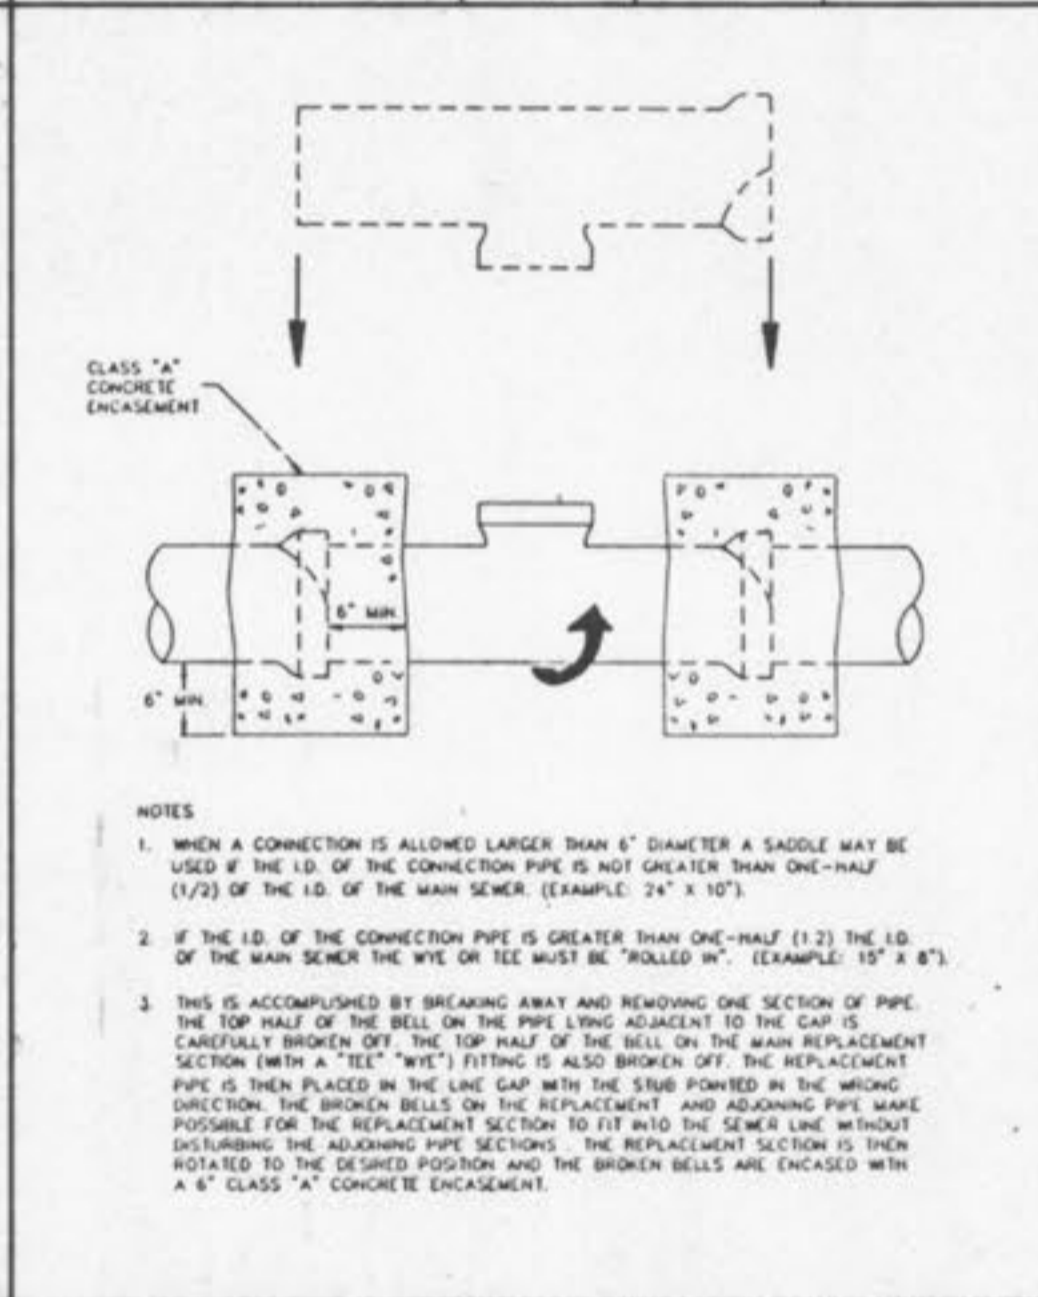 CLASS "A"
CONCRETE
ENCASEMENT
6" MIN.
6" MIN.
NOTES
1. WHEN A CONNECTION IS ALLOWED LARGER THAN 6" DIAMETER A SADDLE MAY BE
USED IF THE I.D. OF THE CONNECTION PIPE IS NOT GREATER THAN ONE-HALF
(1/2) OF THE I.D. OF THE MAIN SEWER. (EXAMPLE: 24" X 10").
2. IF THE I.D. OF THE CONNECTION PIPE IS GREATER THAN ONE-HALF (1.2) THE I.D.
OF THE MAIN SEWER THE WYE OR TEE MUST BE "ROLLED IN". (EXAMPLE: 15" X 8").
3. THIS IS ACCOMPLISHED BY BREAKING AWAY AND REMOVING ONE SECTION OF PIPE.
THE TOP HALF OF THE BELL ON THE PIPE LYING ADJACENT TO THE GAP IS
CAREFULLY BROKEN OFF. THE TOP HALF OF THE BELL ON THE MAIN REPLACEMENT
SECTION (WITH A "TEE" "WYE") FITTING IS ALSO BROKEN OFF. THE REPLACEMENT
PIPE IS THEN PLACED IN THE LINE GAP WITH THE STUB POINTED IN THE WRONG
DIRECTION. THE BROKEN BELLS ON THE REPLACEMENT AND ADJOINING PIPE MAKE
POSSIBLE FOR THE REPLACEMENT SECTION TO FIT INTO THE SEWER LINE WITHOUT
DISTURBING THE ADJOINING PIPE SECTIONS. THE REPLACEMENT SECTION IS THEN
ROTATED TO THE DESIRED POSITION AND THE BROKEN BELLS ARE ENCASED WITH
A 6" CLASS "A" CONCRETE ENCASEMENT.